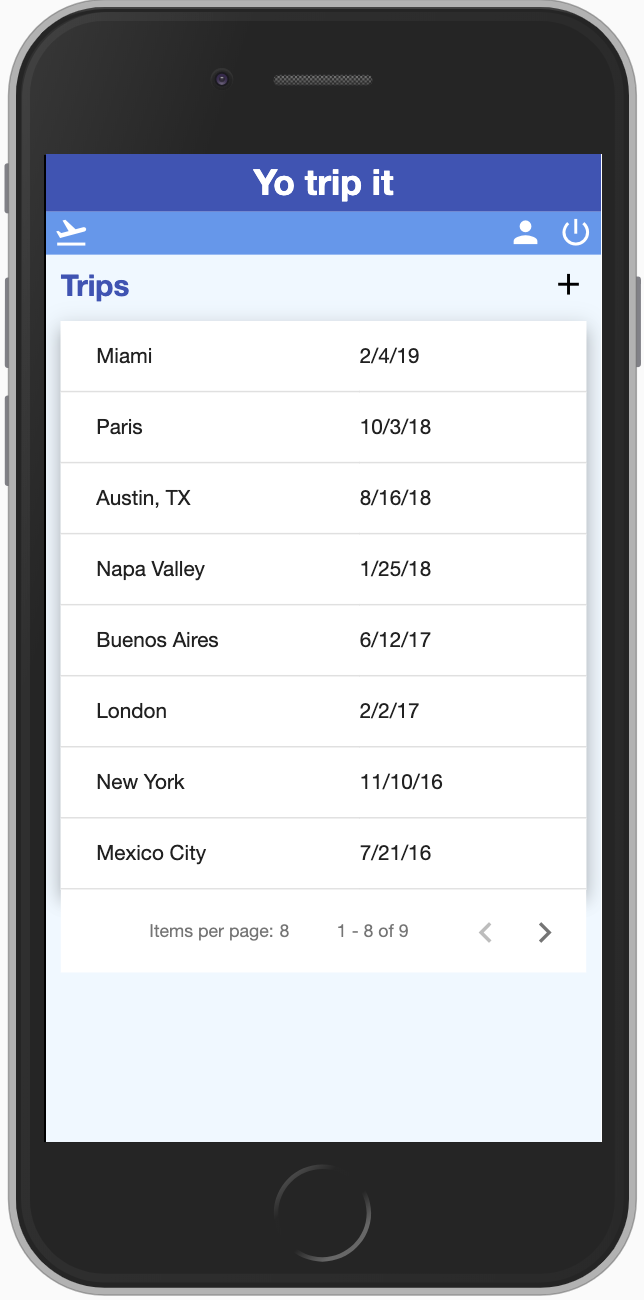 Yo trip it
Trips
Miami 2/4/19
Paris 10/3/18
Austin, TX 8/16/18
Napa Valley 1/25/18
Buenos Aires 6/12/17
London 2/2/17
New York 11/10/16
Mexico City 7/21/16
Items per page: 8 1 - 8 of 9